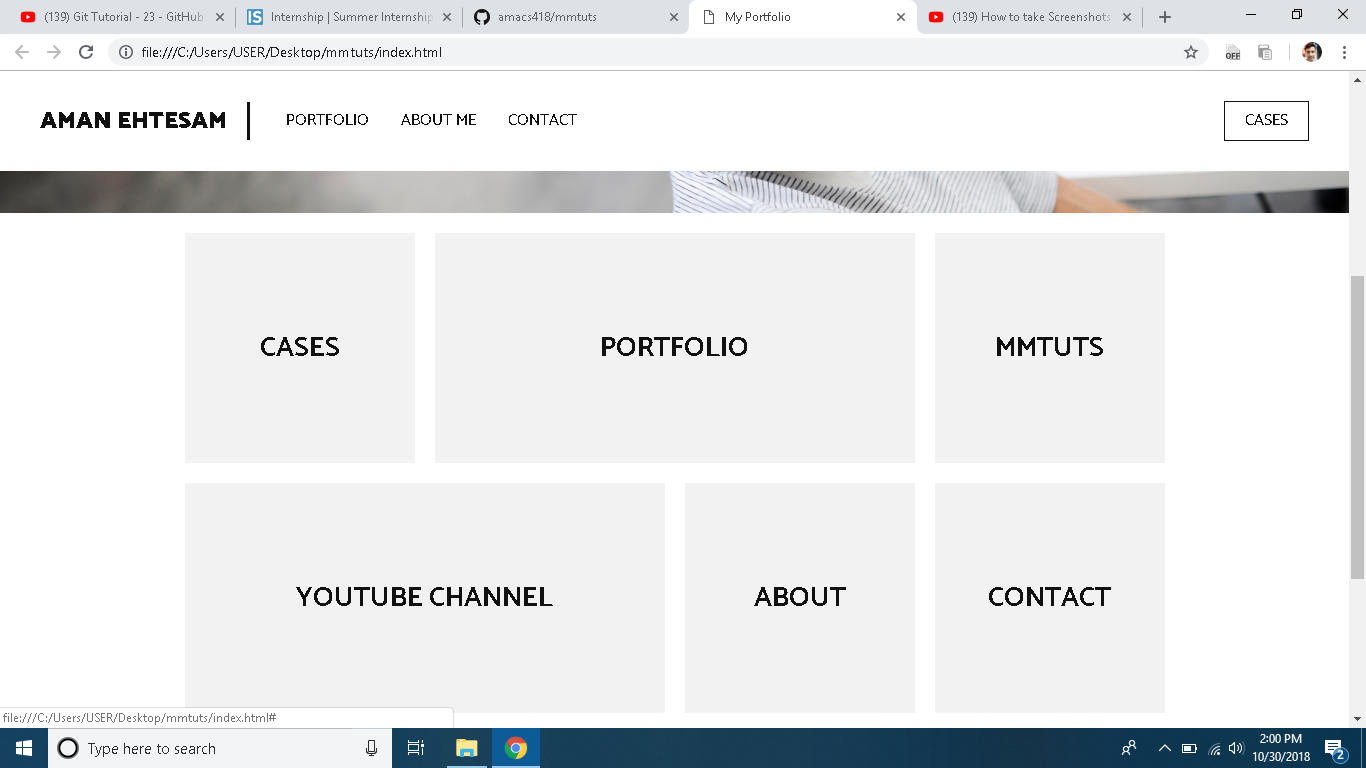 (139) Git Tutorial - 23 - GitHub
Internship | Summer Internship
amacs418/mmtuts
My Portfolio
(139) How to take Screenshots
file:///C:/Users/USER/Desktop/mmtuts/index.html
OFF
AMAN EHTESAM
PORTFOLIO
ABOUT ME
CONTACT
CASES
CASES
PORTFOLIO
MMTUTS
YOUTUBE CHANNEL
ABOUT
CONTACT
file:///C:/Users/USER/Desktop/mmtuts/index.html#
Type here to search
2:00 PM
10/30/2018
2